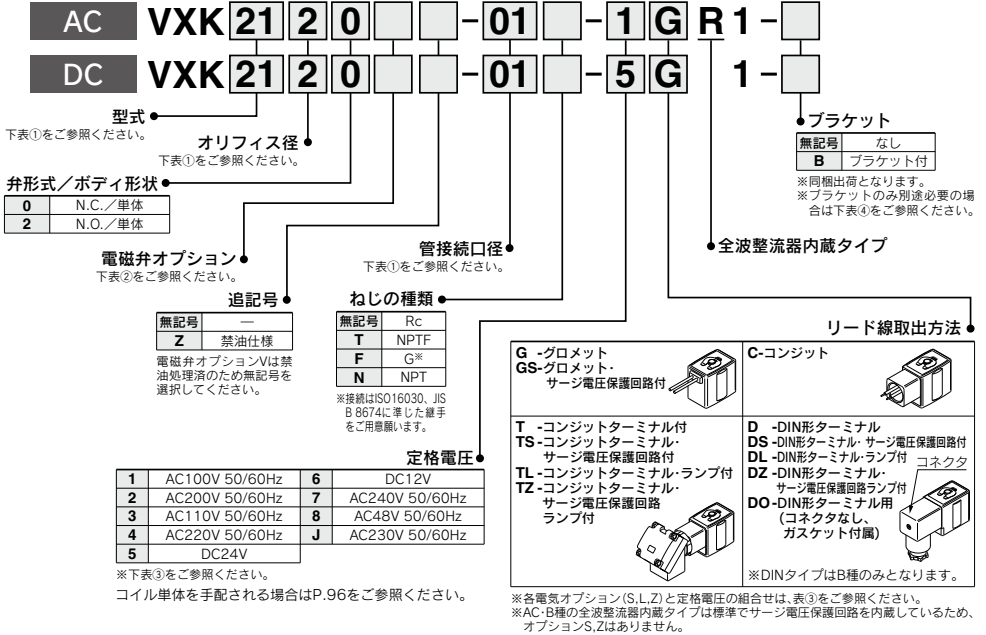 AC VXK 21 2 0 - 01 - 1 G R 1 -
DC VXK 21 2 0 - 01 - 5 G 1 -
型式
下表①をご参照ください。
オリフィス径
下表①をご参照ください。
弁形式／ボディ形状
0 N.C.／単体
2 N.O.／単体
電磁弁オプション
下表②をご参照ください。
追記号
無記号 —
Z 禁油仕様
電磁弁オプションVは禁
油処理済のため無記号を
選択してください。
管接続口径
下表①をご参照ください。
ねじの種類
無記号 Rc
T NPTF
F G※
N NPT
※接続はISO16030、JIS
B 8674に準じた継手
をご用意願います。
定格電圧
1 AC100V 50/60Hz 6 DC12V
2 AC200V 50/60Hz 7 AC240V 50/60Hz
3 AC110V 50/60Hz 8 AC48V 50/60Hz
4 AC220V 50/60Hz J AC230V 50/60Hz
5 DC24V
※下表③をご参照ください。
コイル単体を手配される場合はP.96をご参照ください。
ブラケット
無記号 なし
B ブラケット付
※同梱出荷となります。
※ブラケットのみ別途必要の場
合は下表④をご参照ください。
全波整流器内蔵タイプ
リード線取出方法
G -グロメット
GS-グロメット・
サージ電圧保護回路付
C-コンジット
T -コンジットターミナル付
TS-コンジットターミナル・
サージ電圧保護回路付
TL-コンジットターミナル・ランプ付
TZ-コンジットターミナル・
サージ電圧保護回路
ランプ付
D -DIN形ターミナル
DS-DIN形ターミナル・サージ電圧保護回路付
DL-DIN形ターミナル・ランプ付
コネクタ
DZ-DIN形ターミナル・
サージ電圧保護回路ランプ付
DO-DIN形ターミナル用
(コネクタなし、
ガスケット付属)
※DINタイプはB種のみとなります。
※各電気オプション(S,L,Z)と定格電圧の組合せは、表③をご参照ください。
※AC・B種の全波整流器内蔵タイプは標準でサージ電圧保護回路を内蔵しているため、
オプションS,Zはありません。